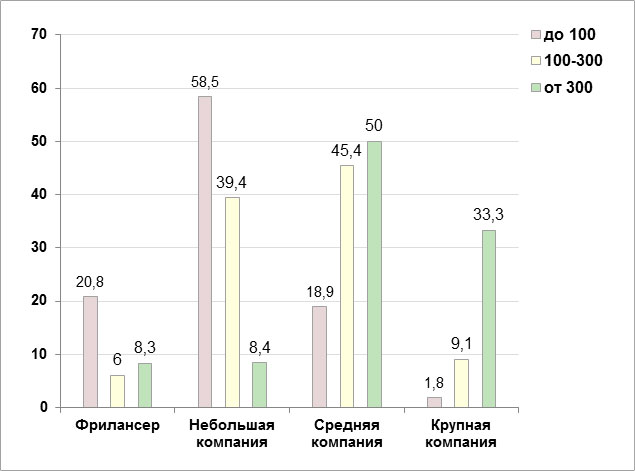 70
60
50
40
30
20
10
0
20,8
6
8,3
58,5
39,4
8,4
18,9
45,4
50
1,8
9,1
33,3
Фрилансер
Небольшая
компания
Средняя
компания
Крупная
компания
до 100
100-300
от 300